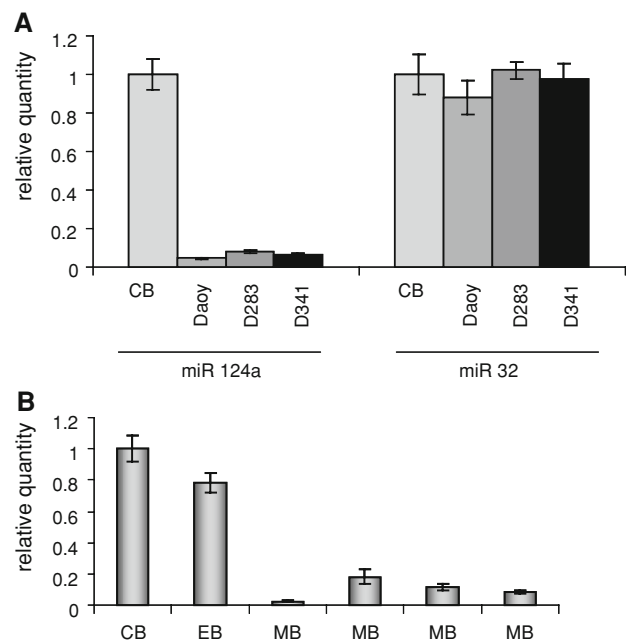 A
relative quantity
1.2
1
0.8
0.6
0.4
0.2
0
CB
Daoy
D283
D341
CB
Daoy
D283
D341
miR 124a
miR 32
B
relative quantity
1.2
1
0.8
0.6
0.4
0.2
0
CB EB MB MB MB MB